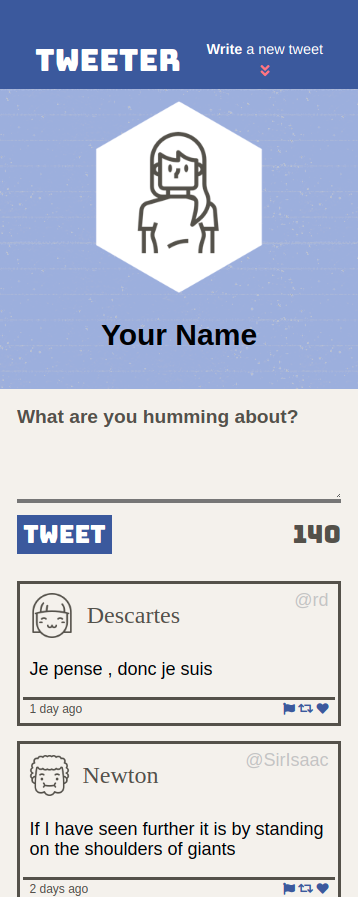 TWEETER
Write a new tweet
Your Name
What are you humming about?
TWEET
140
Descartes
@rd
Je pense , donc je suis
1 day ago
Newton
@SirIsaac
If I have seen further it is by standing
on the shoulders of giants
2 days ago